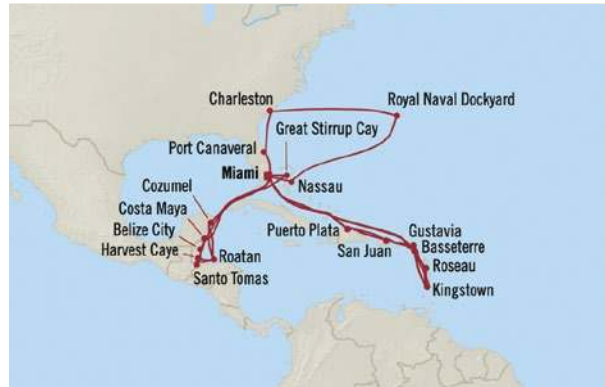 Charleston
Royal Naval Dockyard
Great Stirrup Cay
Port Canaveral
Miami
Nassau
Cozumel
Costa Maya
Belize City
Harvest Caye
Roatan
Santo Tomas
Puerto Plata
San Juan
Gustavia
Basseterre
Roseau
Kingstown